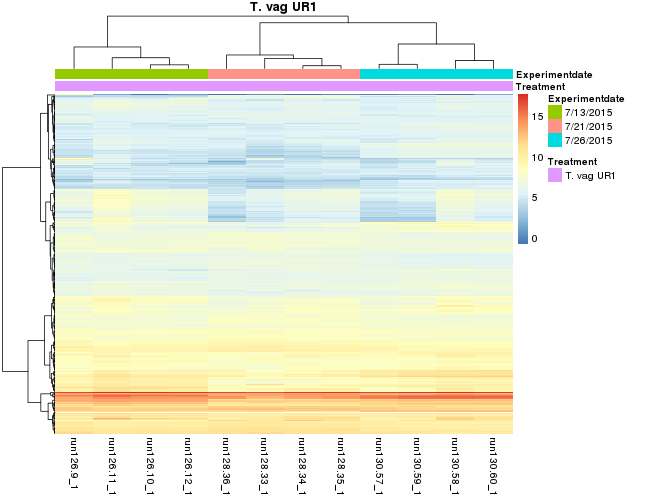 T. vag UR1
Experimentdate
Treatment
15
10
5
0
Experimentdate
7/13/2015
7/21/2015
7/26/2015
Treatment
T. vag UR1
run126.9_1
run126.11_1
run126.10_1
run126.12_1
run128.36_1
run128.33_1
run128.34_1
run128.35_1
run130.57_1
run130.59_1
run130.58_1
run130.60_1